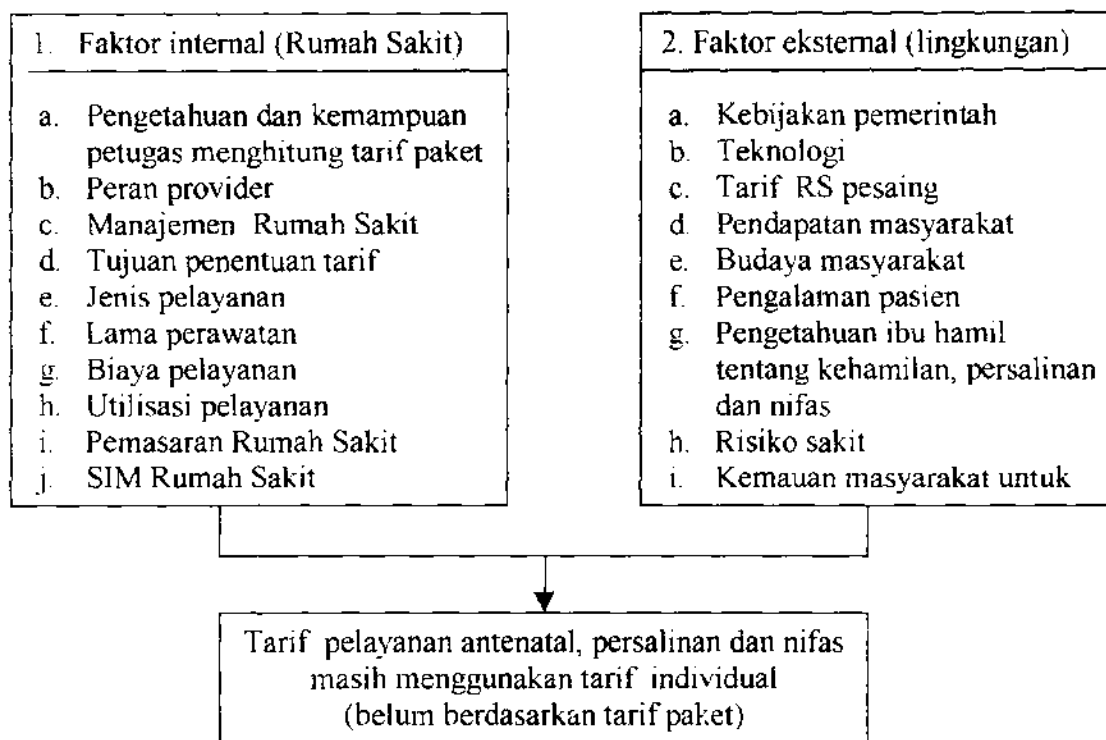 1. Faktor internal (Rumah Sakit)
a. Pengetahuan dan kemampuan
petugas menghitung tarif paket
b. Peran provider
c. Manajemen Rumah Sakit
d. Tujuan penentuan tarif
e. Jenis pelayanan
f. Lama perawatan
g. Biaya pelayanan
h. Utilisasi pelayanan
i. Pemasaran Rumah Sakit
j. SIM Rumah Sakit
2. Faktor eksternal (lingkungan)
a. Kebijakan pemerintah
b. Teknologi
c. Tarif RS pesaing
d. Pendapatan masyarakat
e. Budaya masyarakat
f. Pengalaman pasien
g. Pengetahuan ibu hamil
tentang kehamilan, persalinan
dan nifas
h. Risiko sakit
i. Kemauan masyarakat untuk
Tarif pelayanan antenatal, persalinan dan nifas
masih menggunakan tarif individual
(belum berdasarkan tarif paket)